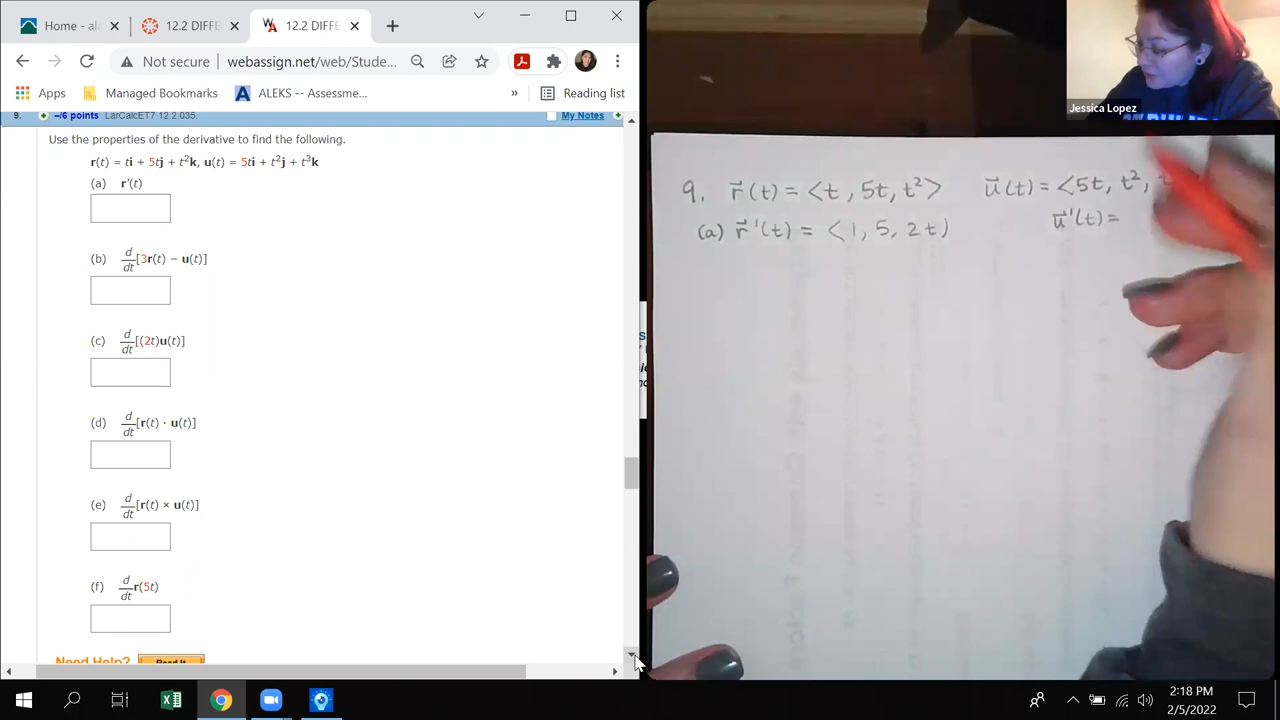 Home - al
12.2 DIFFE
12.2 DIFFE
Not secure
webassign.net/web/Stude...
Apps
Managed Bookmarks
ALEKS -- Assessme...
»
Reading list
9.
–/6 points
LarCalcET7 12.2.035.
My Notes
Use the properties of the derivative to find the following.
r(t) = ti + 5tj + t²k, u(t) = 5ti + t²j + t³k
(a) r′(t)
(b) d/dt[3r(t) − u(t)]
(c) d/dt[(2t)u(t)]
(d) d/dt[r(t) · u(t)]
(e) d/dt[r(t) × u(t)]
(f) d/dt r(5t)
Need Help?
Read It
Jessica Lopez
9. r⃗(t) = <t, 5t, t²> u⃗(t) = <5t, t²,
(a) r⃗'(t) = <1, 5, 2t) u⃗'(t) =
2:18 PM
2/5/2022